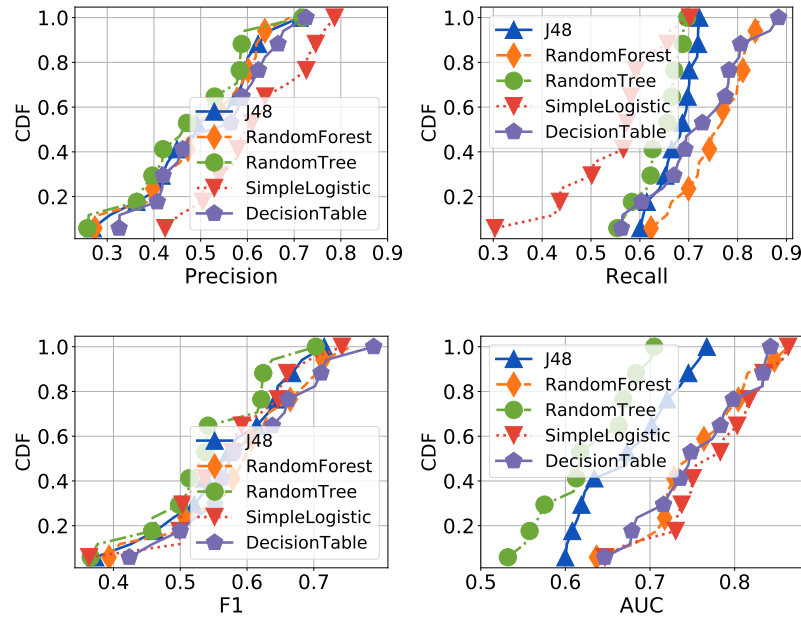 CDF
1.0
0.8
0.6
0.4
0.2
J48
RandomForest
RandomTree
SimpleLogistic
DecisionTable
0.3 0.4 0.5 0.6 0.7 0.8 0.9
Precision
CDF
1.0
0.8
0.6
0.4
0.2
J48
RandomForest
RandomTree
SimpleLogistic
DecisionTable
0.3 0.4 0.5 0.6 0.7 0.8 0.9
Recall
CDF
1.0
0.8
0.6
0.4
0.2
J48
RandomForest
RandomTree
SimpleLogistic
DecisionTable
0.4 0.5 0.6 0.7
F1
CDF
1.0
0.8
0.6
0.4
0.2
J48
RandomForest
RandomTree
SimpleLogistic
DecisionTable
0.5 0.6 0.7 0.8
AUC